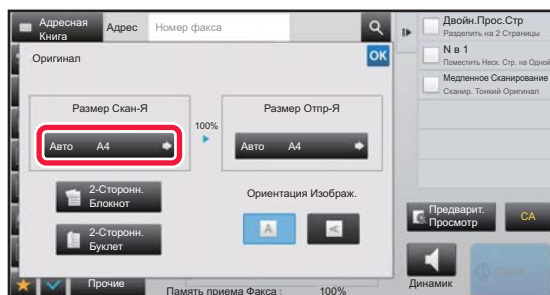 Адресная
Книга
Адрес
Номер факса
Двойн.Прос.Стр
Разделить на 2 Страницы
N в 1
Поместить Неск. Стр. на Одной
Медленное Сканирование
Сканир. Тонкий Оригинал
Оригинал
OK
Размер Скан-Я
100%
Размер Отпр-Я
Авто A4
Авто A4
2-Сторонн.
Блокнот
Ориентация Изображ.
A
A
2-Сторонн.
Буклет
Предварит.
Просмотр
CA
Прочие
Память приема Факса : 100%
Динамик
Старт